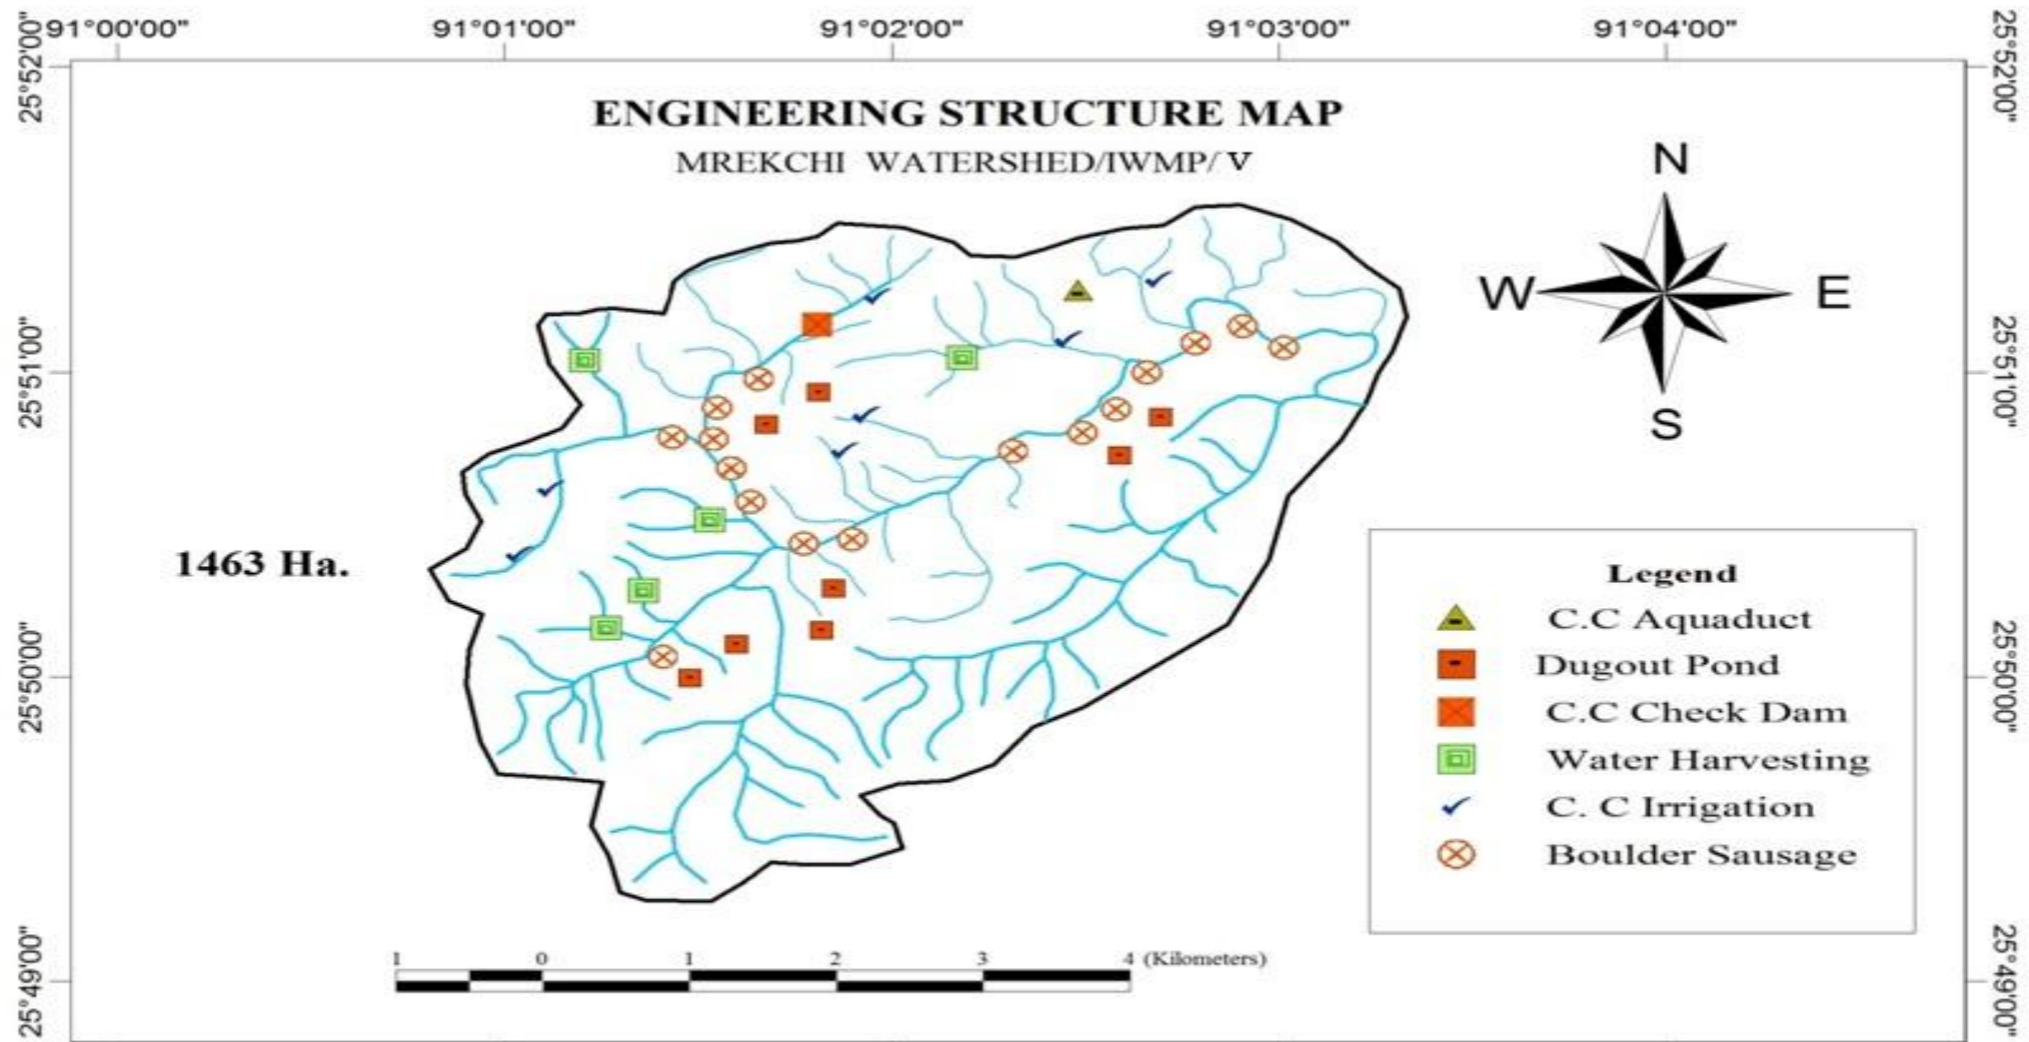 91°00'00" 91°01'00" 91°02'00" 91°03'00" 91°04'00"
25°52'00" 25°52'00"
ENGINEERING STRUCTURE MAP
MREKCHI WATERSHED/IWMP/ V
N
W E
S
25°51'00" 25°51'00"
1463 Ha.
Legend
C.C Aquaduct
Dugout Pond
C.C Check Dam
Water Harvesting
C. C Irrigation
Boulder Sausage
25°50'00" 25°50'00"
1 0 1 2 3 4 (Kilometers)
25°49'00" 25°49'00"